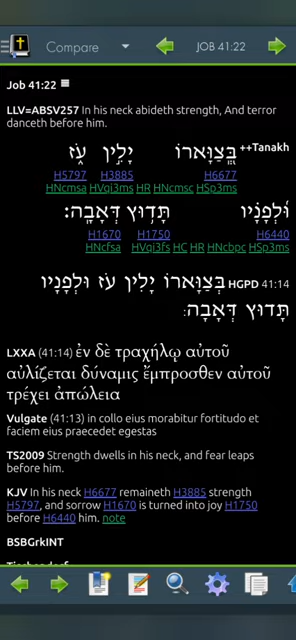 Compare
JOB 41:22
Job 41:22
LLV=ABSV257 In his neck abideth strength, And terror
danceth before him.
++Tanakh בְּֽצַוָּארוֹ יָלִ֣ין עֹ֑ז
H6677 H3885 H5797
HNcmsa HVqi3ms HR HNcmsc HSp3ms
וּ֝לְפָנָ֗יו תָּד֥וּץ דְּאָבָֽה׃
H6440 H1750 H1670
HNcfsa HVqi3fs HC HR HNcbpc HSp3ms
HGPD 41:14 בְּצַוָּארוֹ יָלִין עֹז וּלְפָנָיו
תָּדוּץ דְּאָבָה׃
LXXA (41:14) ἐν δὲ τραχήλῳ αὐτοῦ
αὐλίζεται δύναμις ἔμπροσθεν αὐτοῦ
τρέχει ἀπώλεια
Vulgate (41:13) in collo eius morabitur fortitudo et
faciem eius praecedet egestas
TS2009 Strength dwells in his neck, and fear leaps
before him.
KJV In his neck H6677 remaineth H3885 strength
H5797, and sorrow H1670 is turned into joy H1750
before H6440 him. note
BSBGrkINT